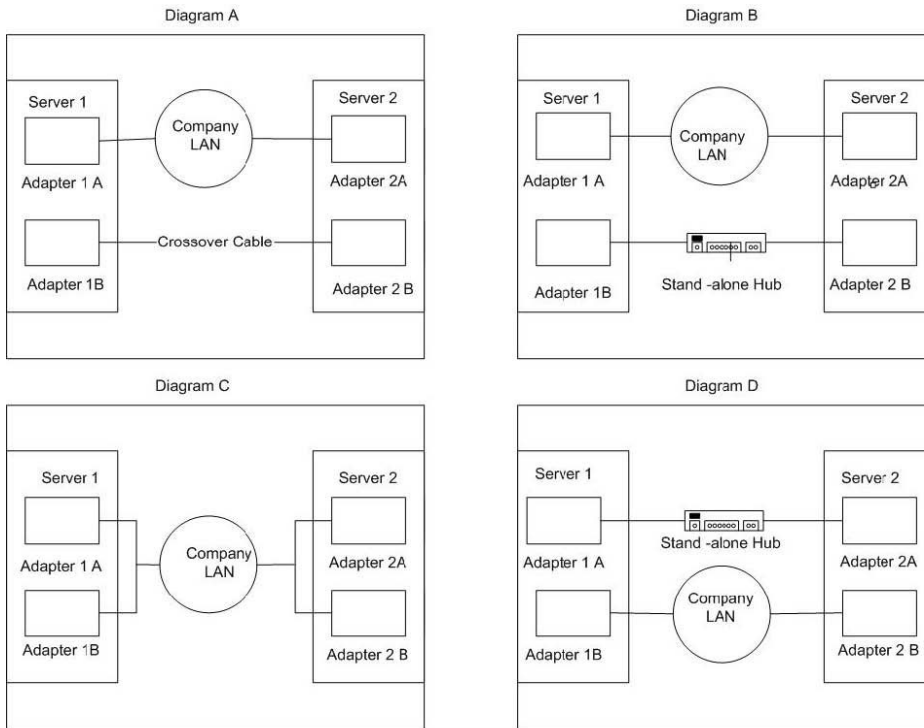 Diagram A
Server 1
Server 2
Company
LAN
Adapter 1 A
Adapter 2A
Crossover Cable
Adapter 1B
Adapter 2 B
Diagram B
Server 1
Server 2
Company
LAN
Adapter 1 A
Adapter 2A
Adapter 1B
Stand -alone Hub
Adapter 2 B
Diagram C
Server 1
Server 2
Company
LAN
Adapter 1 A
Adapter 2A
Adapter 1B
Adapter 2 B
Diagram D
Server 1
Server 2
Stand -alone Hub
Adapter 1 A
Adapter 2A
Company
LAN
Adapter 1B
Adapter 2 B